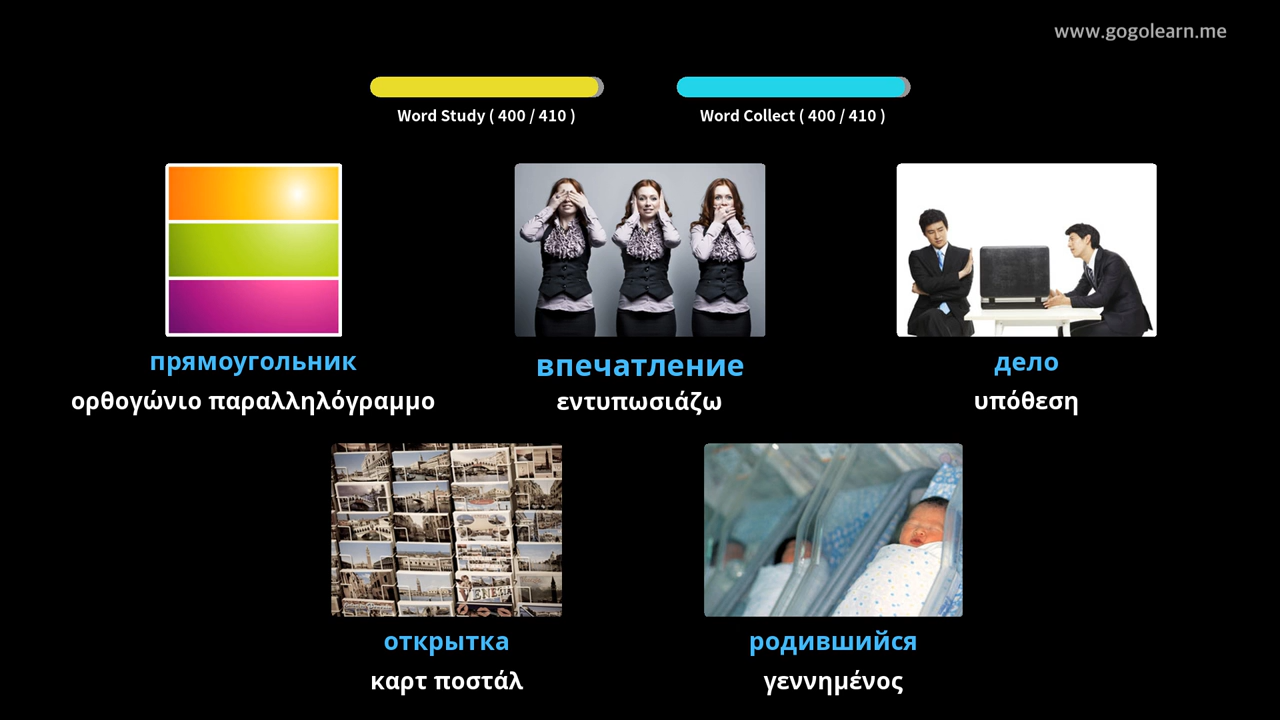 www.gogolearn.me
Word Study ( 400 / 410 )
Word Collect ( 400 / 410 )
прямоугольник
ορθογώνιο παραλληλόγραμμο
впечатление
εντυπωσιάζω
дело
υπόθεση
открытка
καρτ ποστάλ
родившийся
γεννημένος